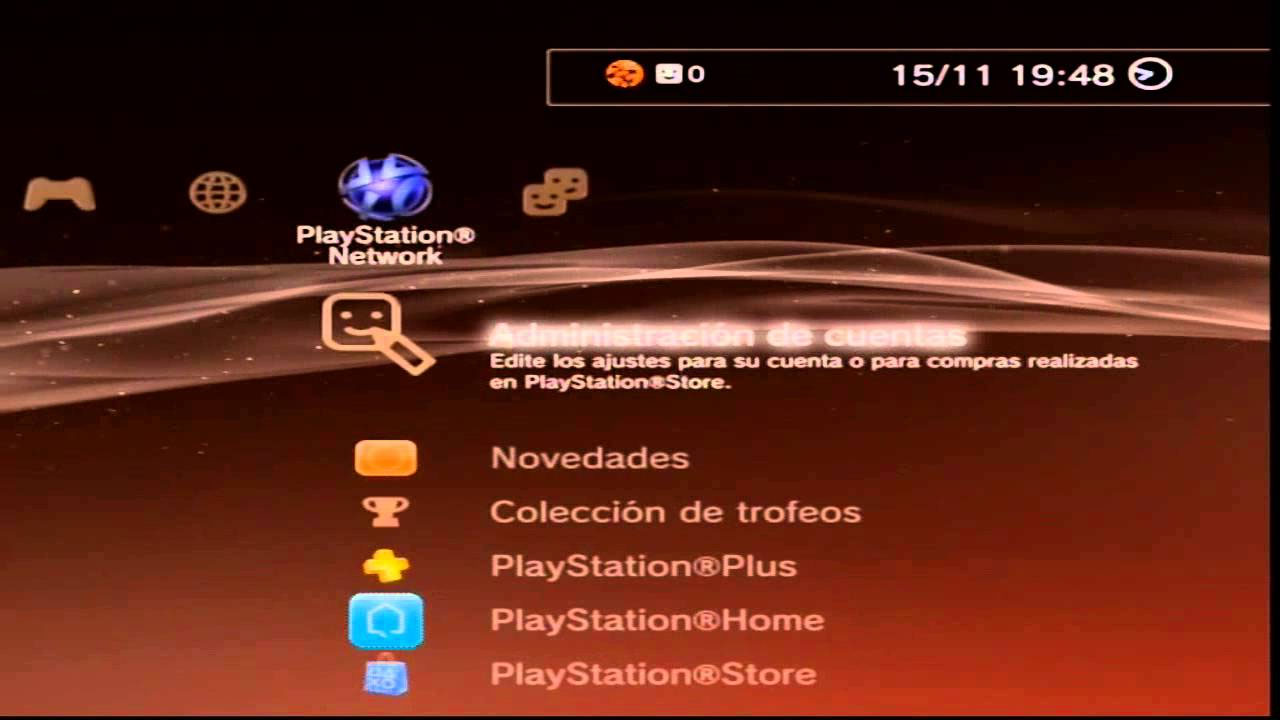 0
15/11 19:48
PlayStation®
Network
Administración de cuentas
Edite los ajustes para su cuenta o para compras realizadas
en PlayStation®Store.
Novedades
Colección de trofeos
PlayStation®Plus
PlayStation®Home
PlayStation®Store